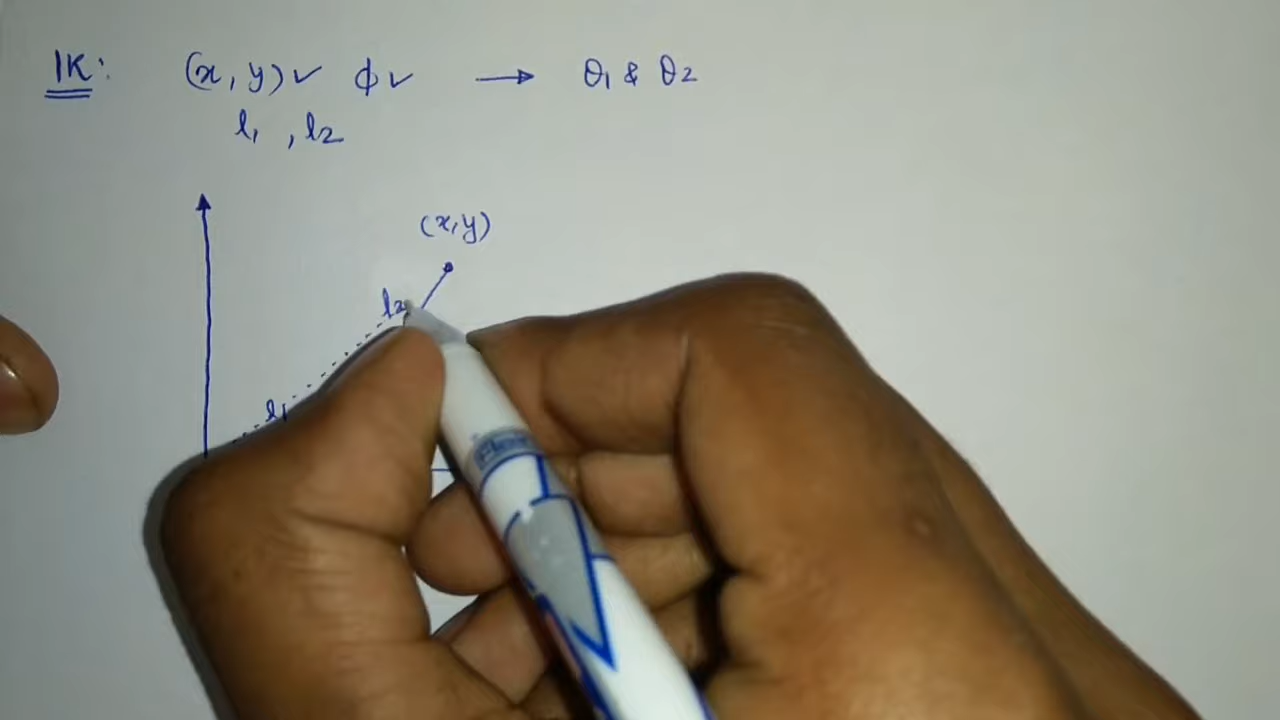 IK: (x, y) ✓ ϕ ✓ → θ1 & θ2
l1 , l2
(x,y)
l2
l1